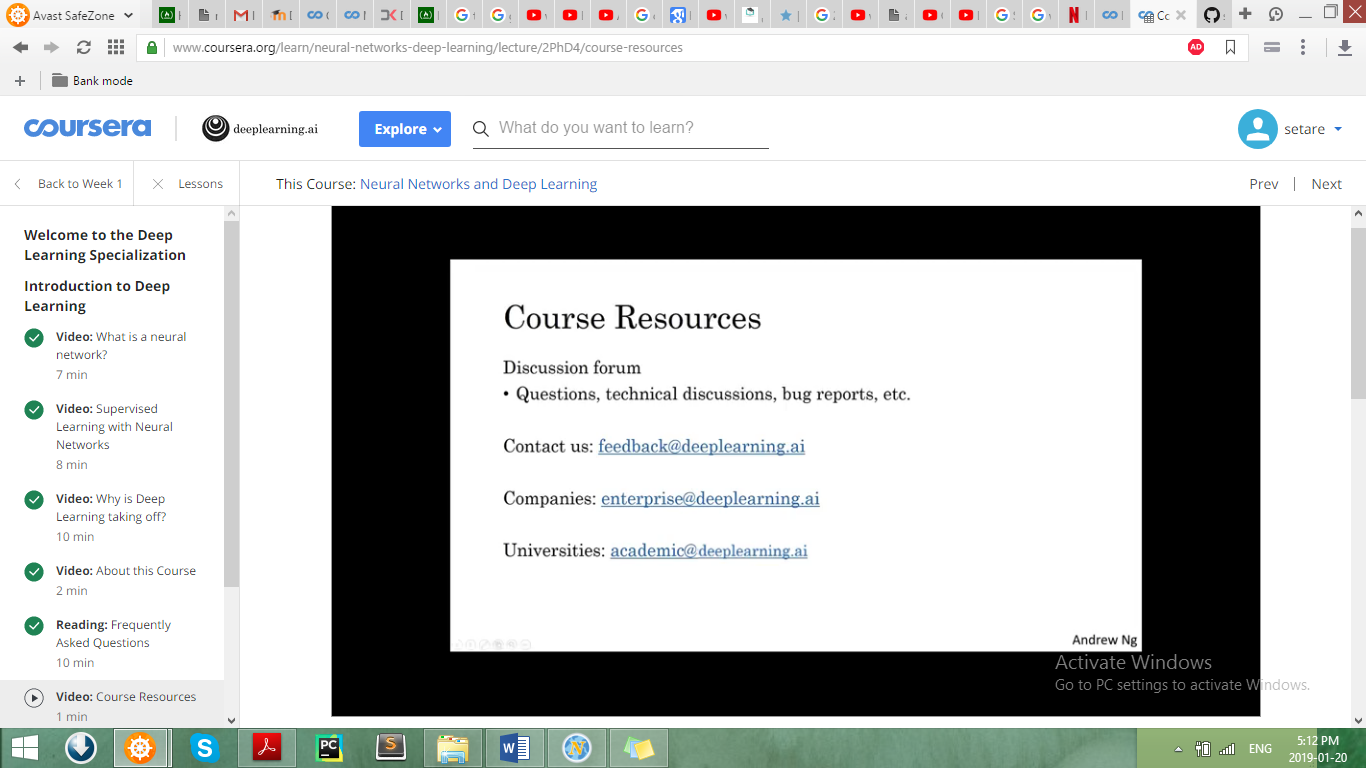 Avast SafeZone
www.coursera.org/learn/neural-networks-deep-learning/lecture/2PhD4/course-resources
AD
Bank mode
coursera
deeplearning.ai
Explore
What do you want to learn?
setare
Back to Week 1
Lessons
This Course: Neural Networks and Deep Learning
Prev | Next
Welcome to the Deep
Learning Specialization
Introduction to Deep
Learning
Video: What is a neural
network?
7 min
Video: Supervised
Learning with Neural
Networks
8 min
Video: Why is Deep
Learning taking off?
10 min
Video: About this Course
2 min
Reading: Frequently
Asked Questions
10 min
Video: Course Resources
1 min
Course Resources
Discussion forum
• Questions, technical discussions, bug reports, etc.
Contact us: feedback@deeplearning.ai
Companies: enterprise@deeplearning.ai
Universities: academic@deeplearning.ai
Andrew Ng
Activate Windows
Go to PC settings to activate Windows.
PC
W
ENG
5:12 PM
2019-01-20